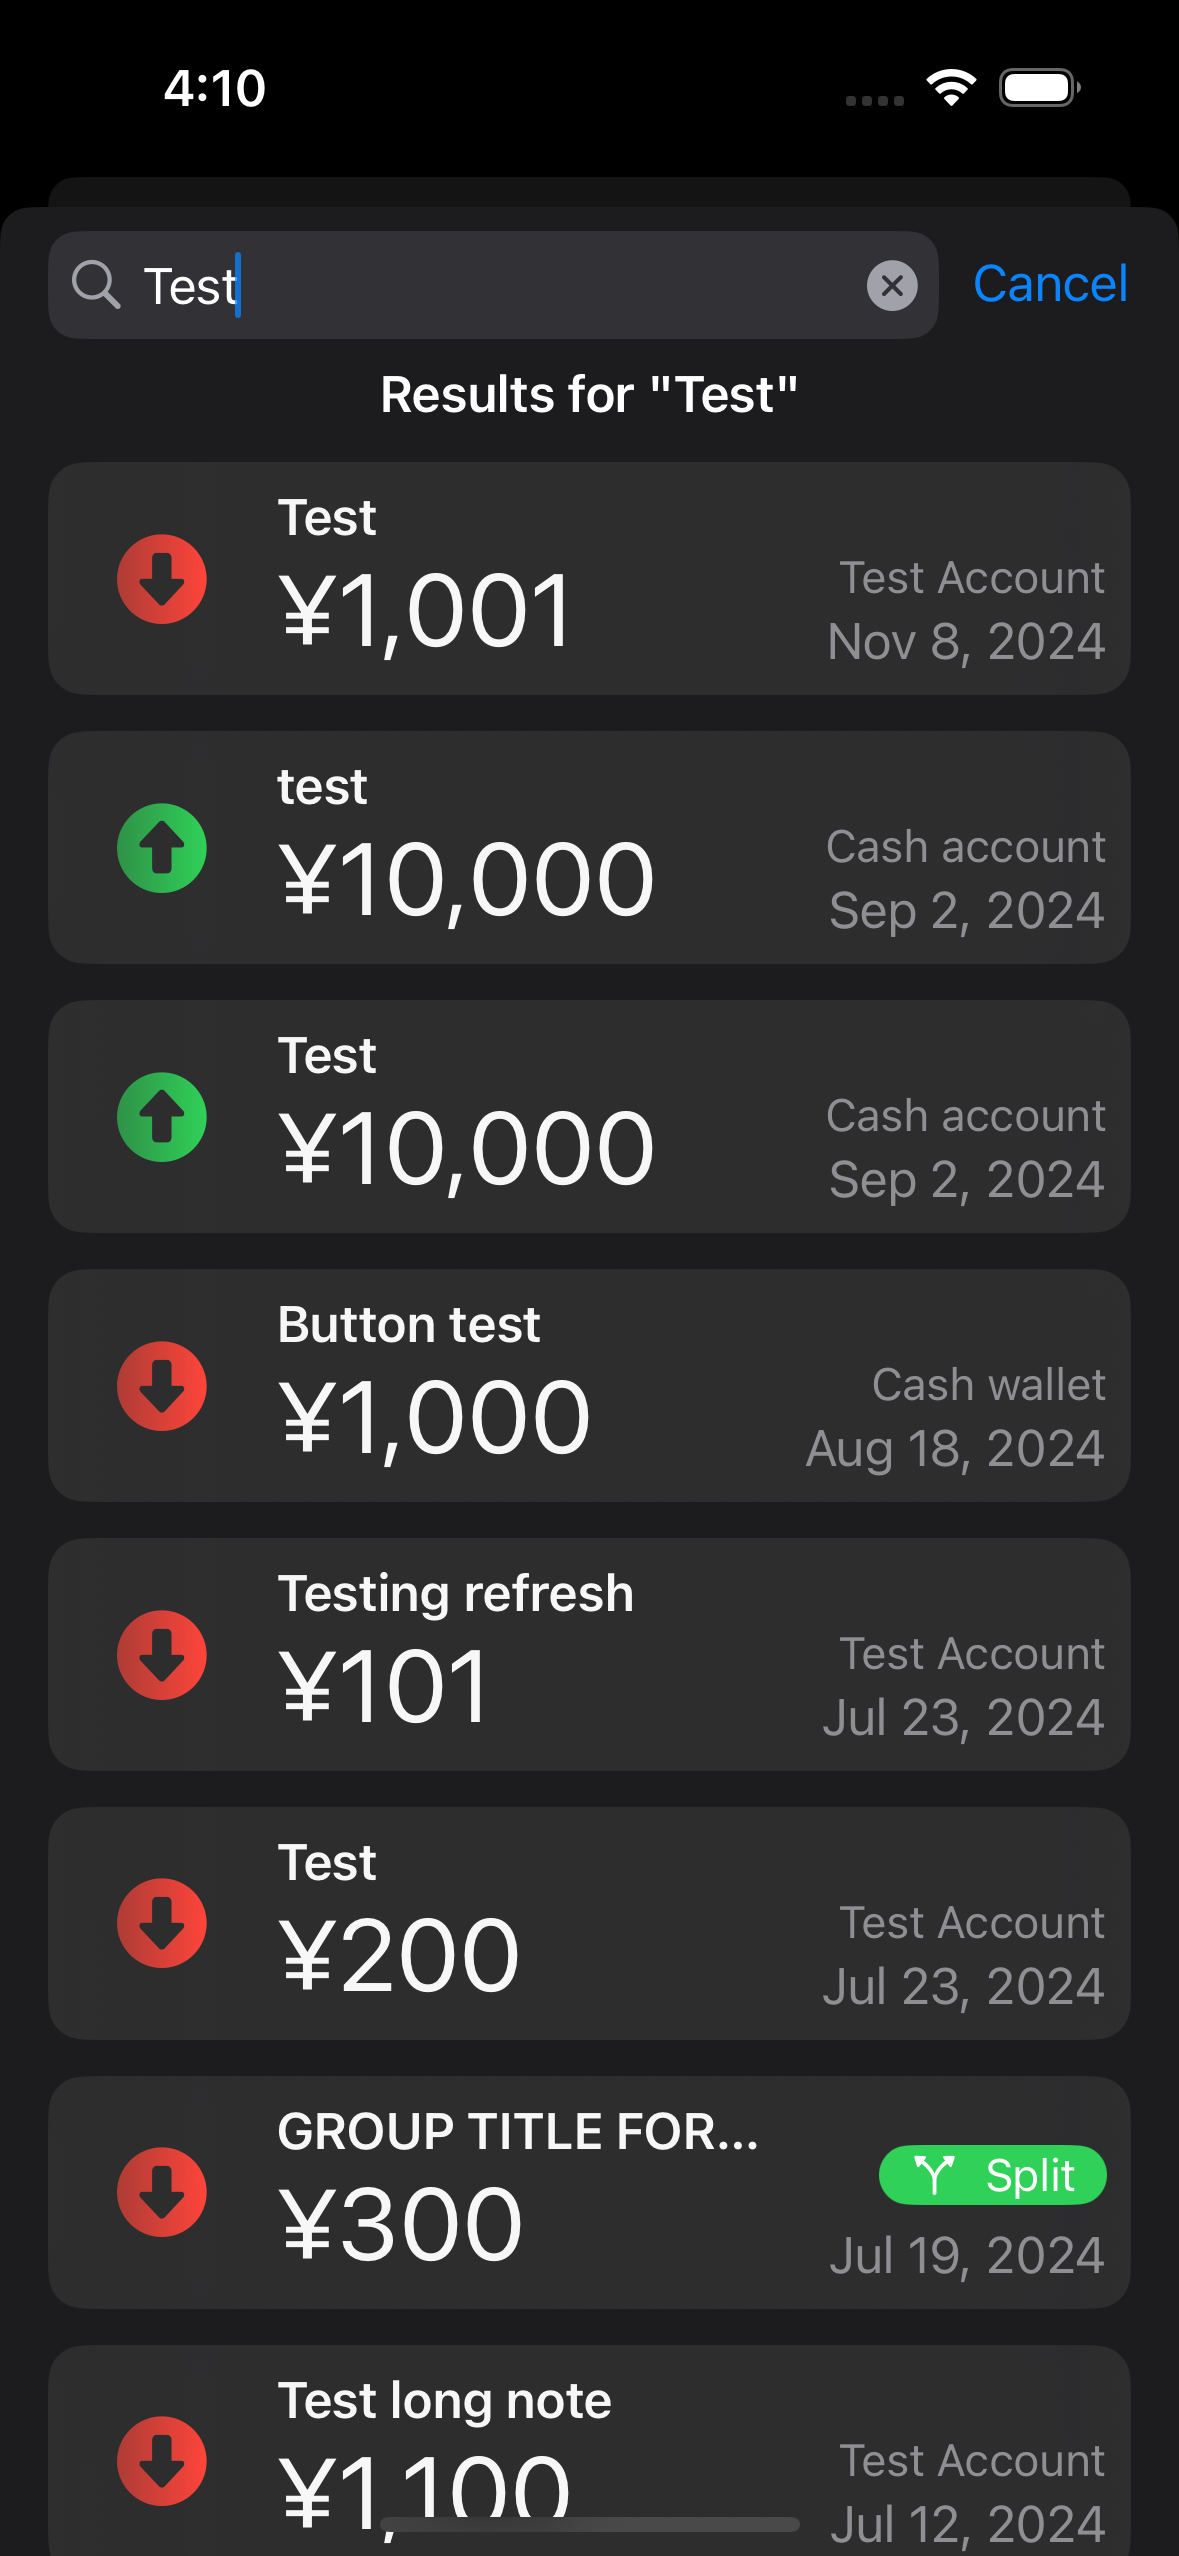 4:10
Test
Cancel
Results for "Test"
Test
¥1,001
Test Account
Nov 8, 2024
test
¥10,000
Cash account
Sep 2, 2024
Test
¥10,000
Cash account
Sep 2, 2024
Button test
¥1,000
Cash wallet
Aug 18, 2024
Testing refresh
¥101
Test Account
Jul 23, 2024
Test
¥200
Test Account
Jul 23, 2024
GROUP TITLE FOR...
¥300
Split
Jul 19, 2024
Test long note
¥1,100
Test Account
Jul 12, 2024